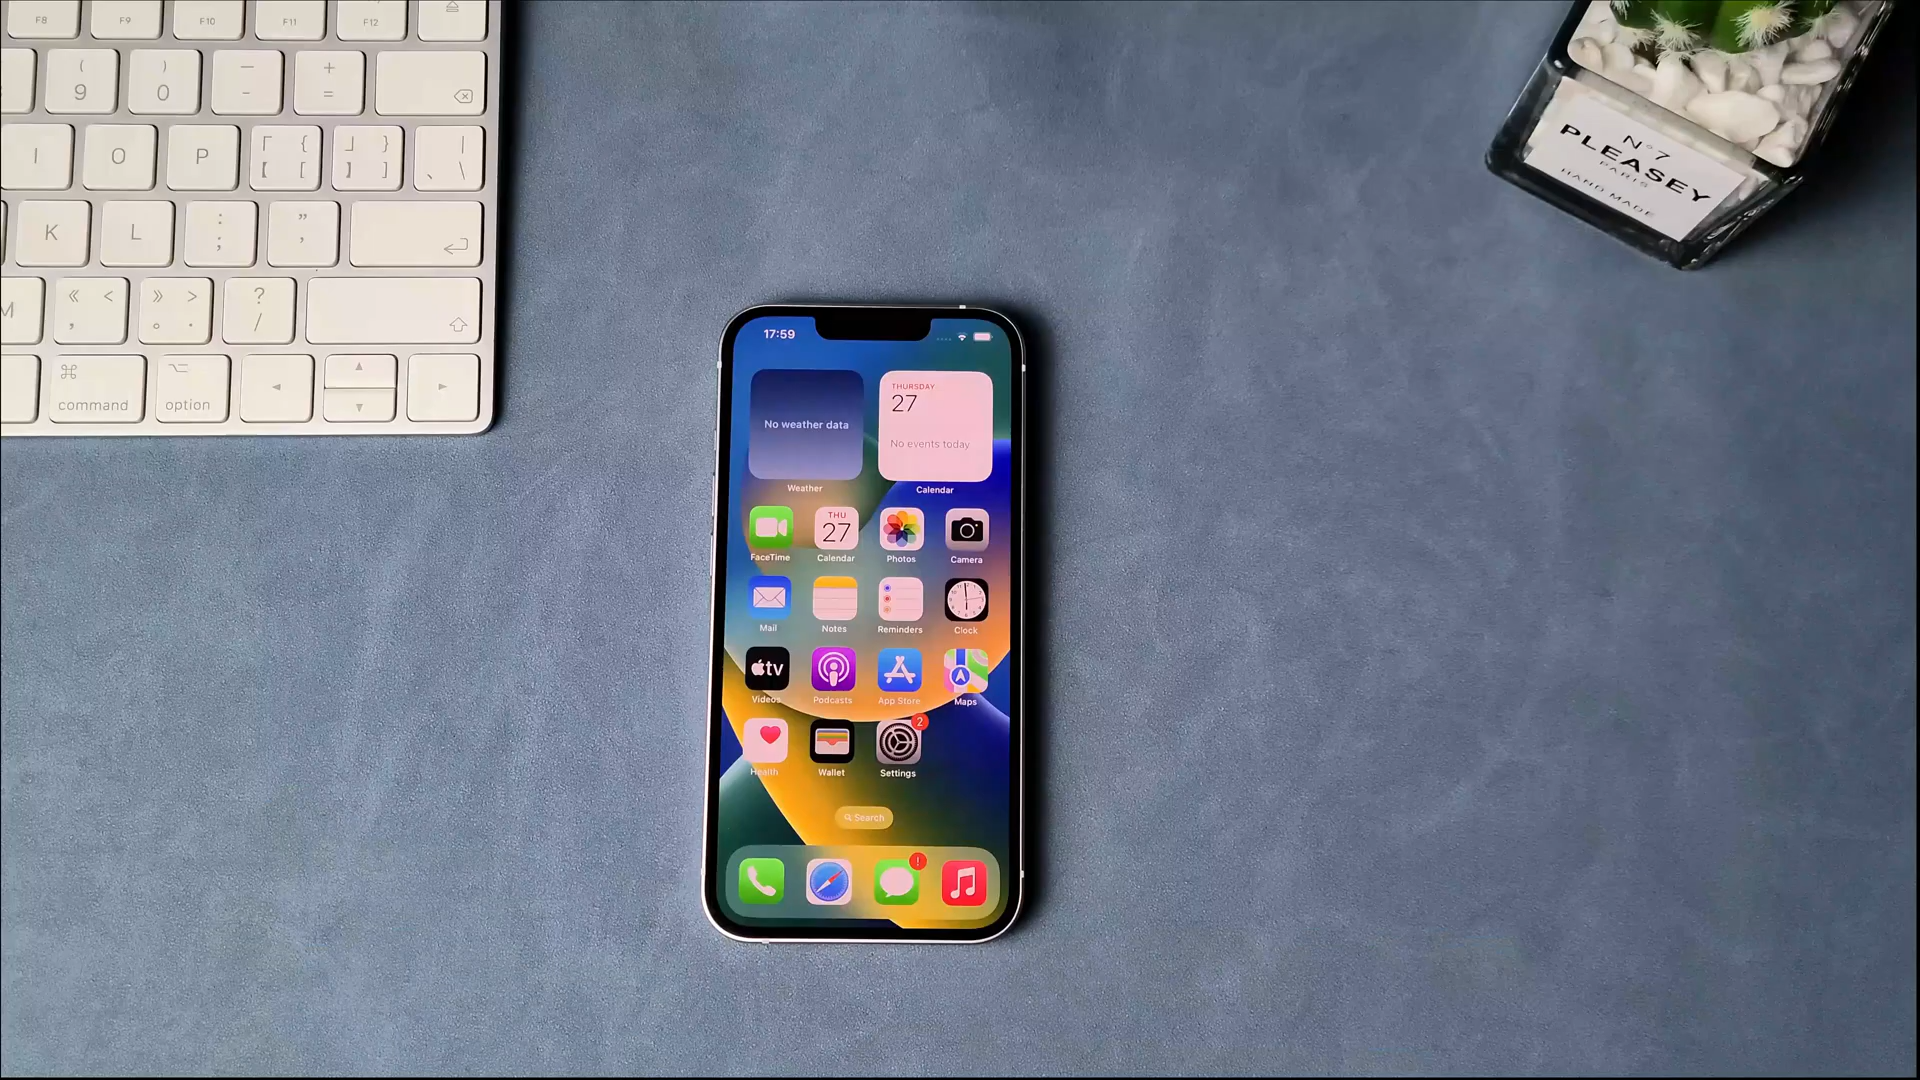 F8 F9 F10 F11 F12
( ) — +
9 0 - =
I O P 「 { 」 } |
【 [ 】 ] 、 \
K L : "
; '
M 《 < 》 > ?
, 。 . /
⌘ ⌥
command option
N°7
PLEASEY
PARIS
HAND MADE
17:59
THURSDAY
27
No weather data
No events today
Weather Calendar
THU
27
FaceTime Calendar Photos Camera
Mail Notes Reminders Clock
tv
Videos Podcasts App Store Maps
2
Health Wallet Settings
Search
!